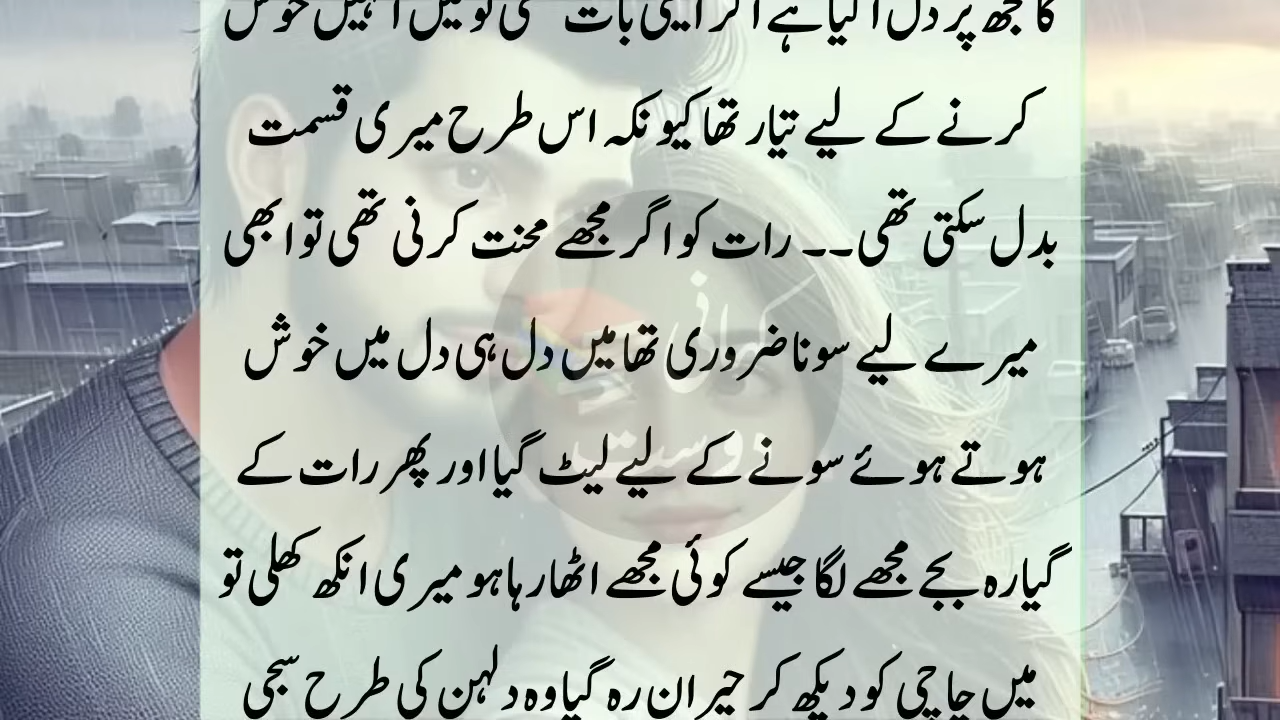 کا مجھ پر دل آ گیا ہے اگر ایسی بات تھی تو میں انہیں خوش
کرنے کے لیے تیار تھا کیونکہ اس طرح میری قسمت
بدل سکتی تھی۔۔ رات کو اگر مجھے محنت کرنی تھی تو ابھی
میرے لیے سونا ضروری تھا میں دل ہی دل میں خوش
ہوتے ہوئے سونے کے لیے لیٹ گیا اور پھر رات کے
گیارہ بجے مجھے لگا جیسے کوئی مجھے اٹھا رہا ہو میری انکھ کھلی تو
میں چاچی کو دیکھ کر حیران رہ گیا وہ دلہن کی طرح سجی
کہانی
دوست